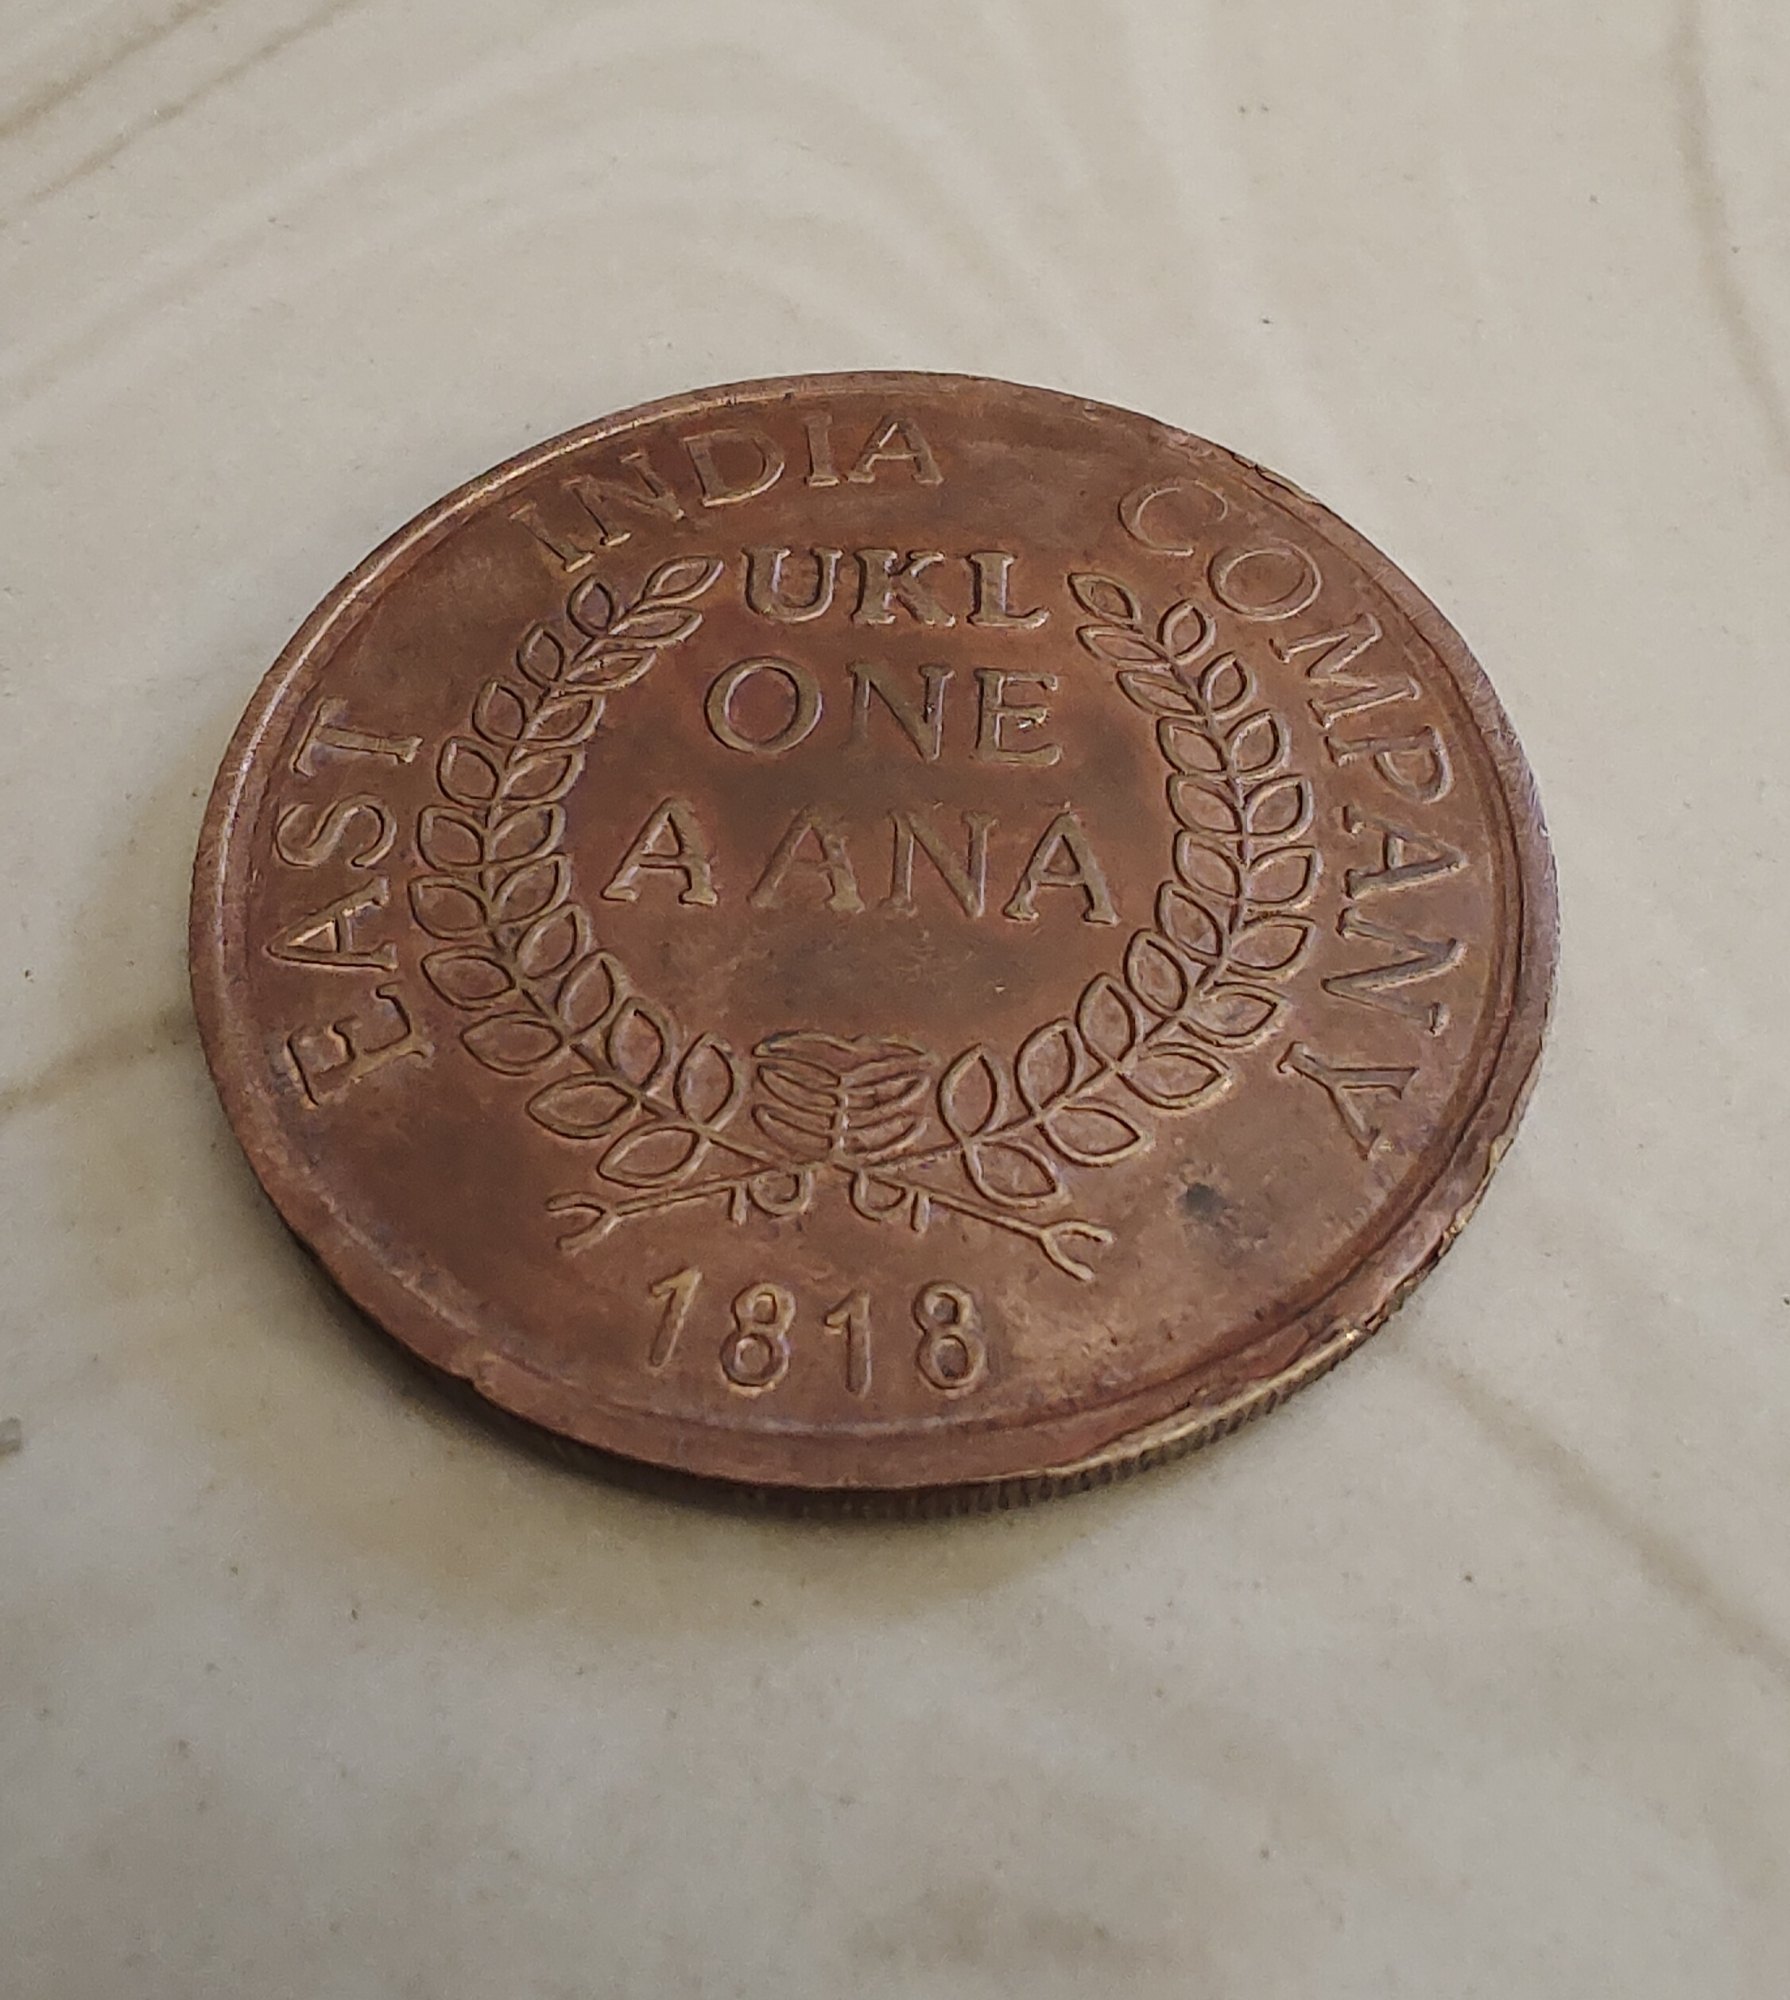 EAST INDIA COMPANY
UKL
ONE
AANA
1818